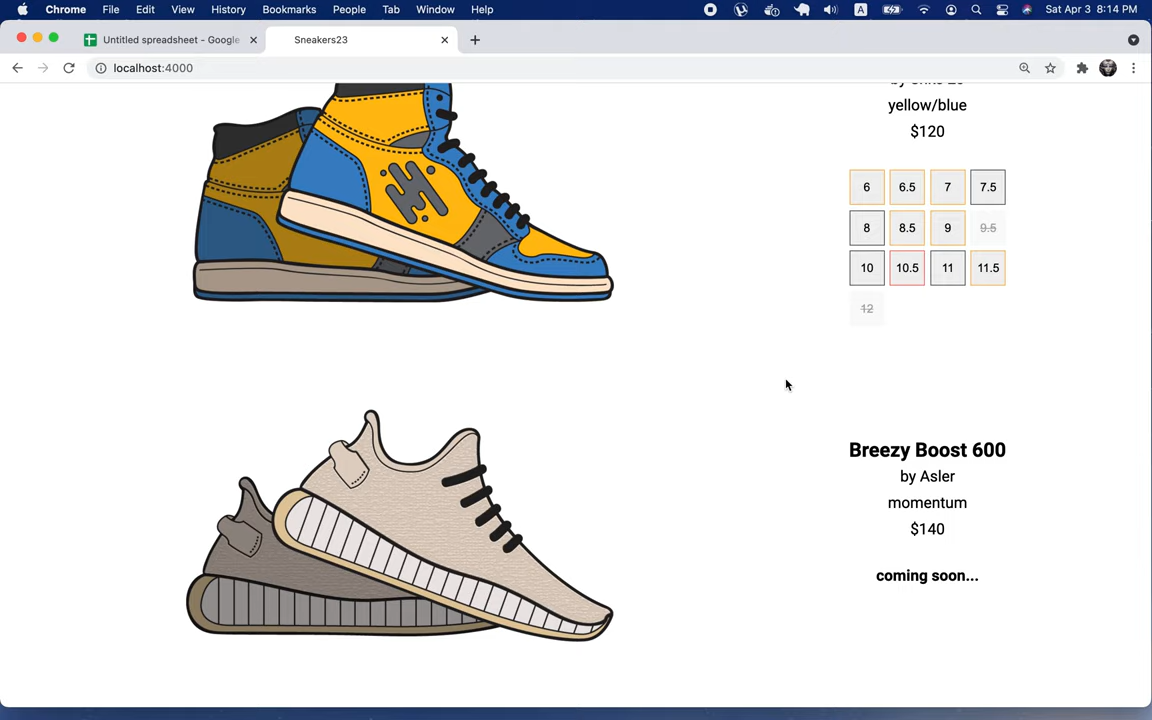 Chrome File Edit View History Bookmarks People Tab Window Help A Sat Apr 3 8:14 PM
Untitled spreadsheet - Google Sneakers23
localhost:4000
yellow/blue
$120
6 6.5 7 7.5
8 8.5 9 9.5
10 10.5 11 11.5
12
Breezy Boost 600
by Asler
momentum
$140
coming soon...